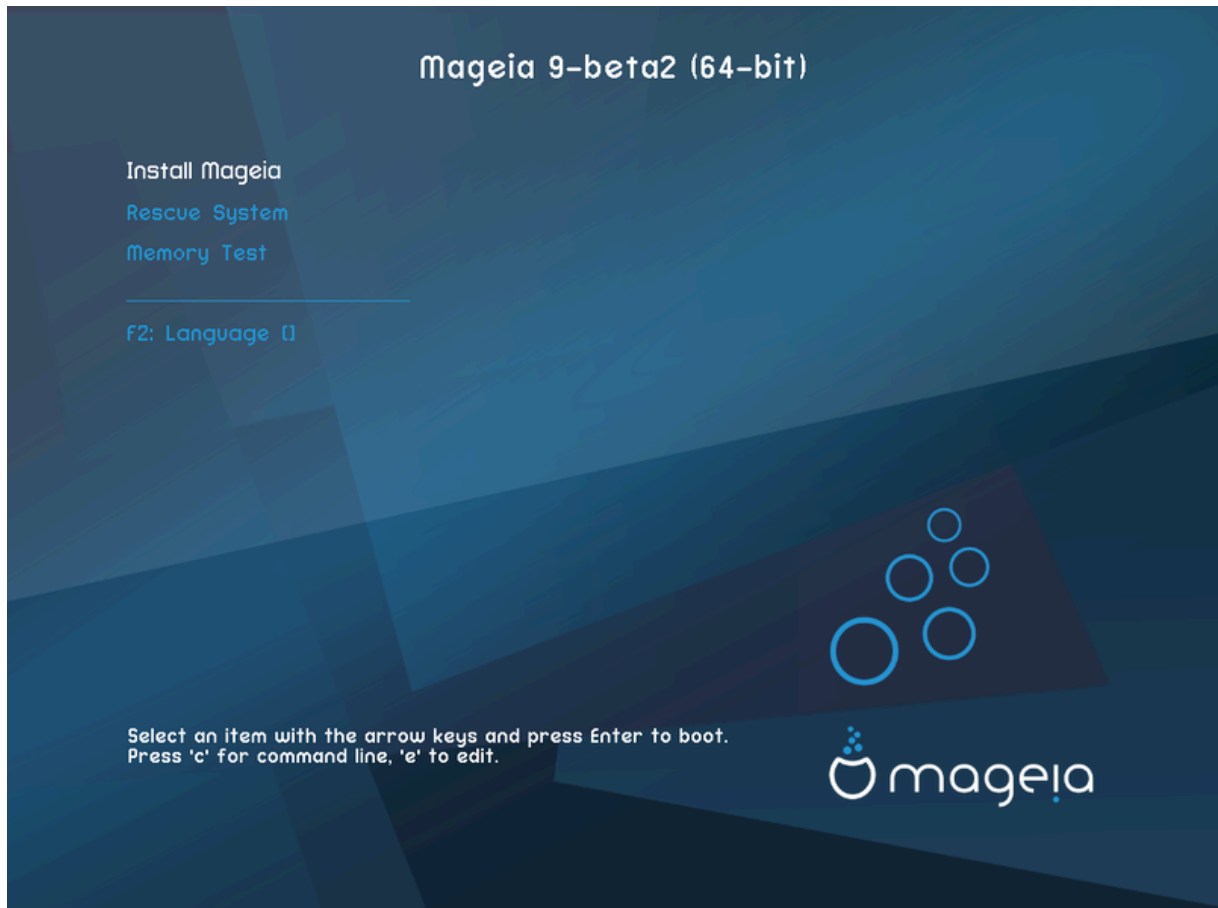 Mageia 9-beta2 (64-bit)
Install Mageia
Rescue System
Memory Test
F2: Language []
Select an item with the arrow keys and press Enter to boot.
Press 'c' for command line, 'e' to edit.
mageia